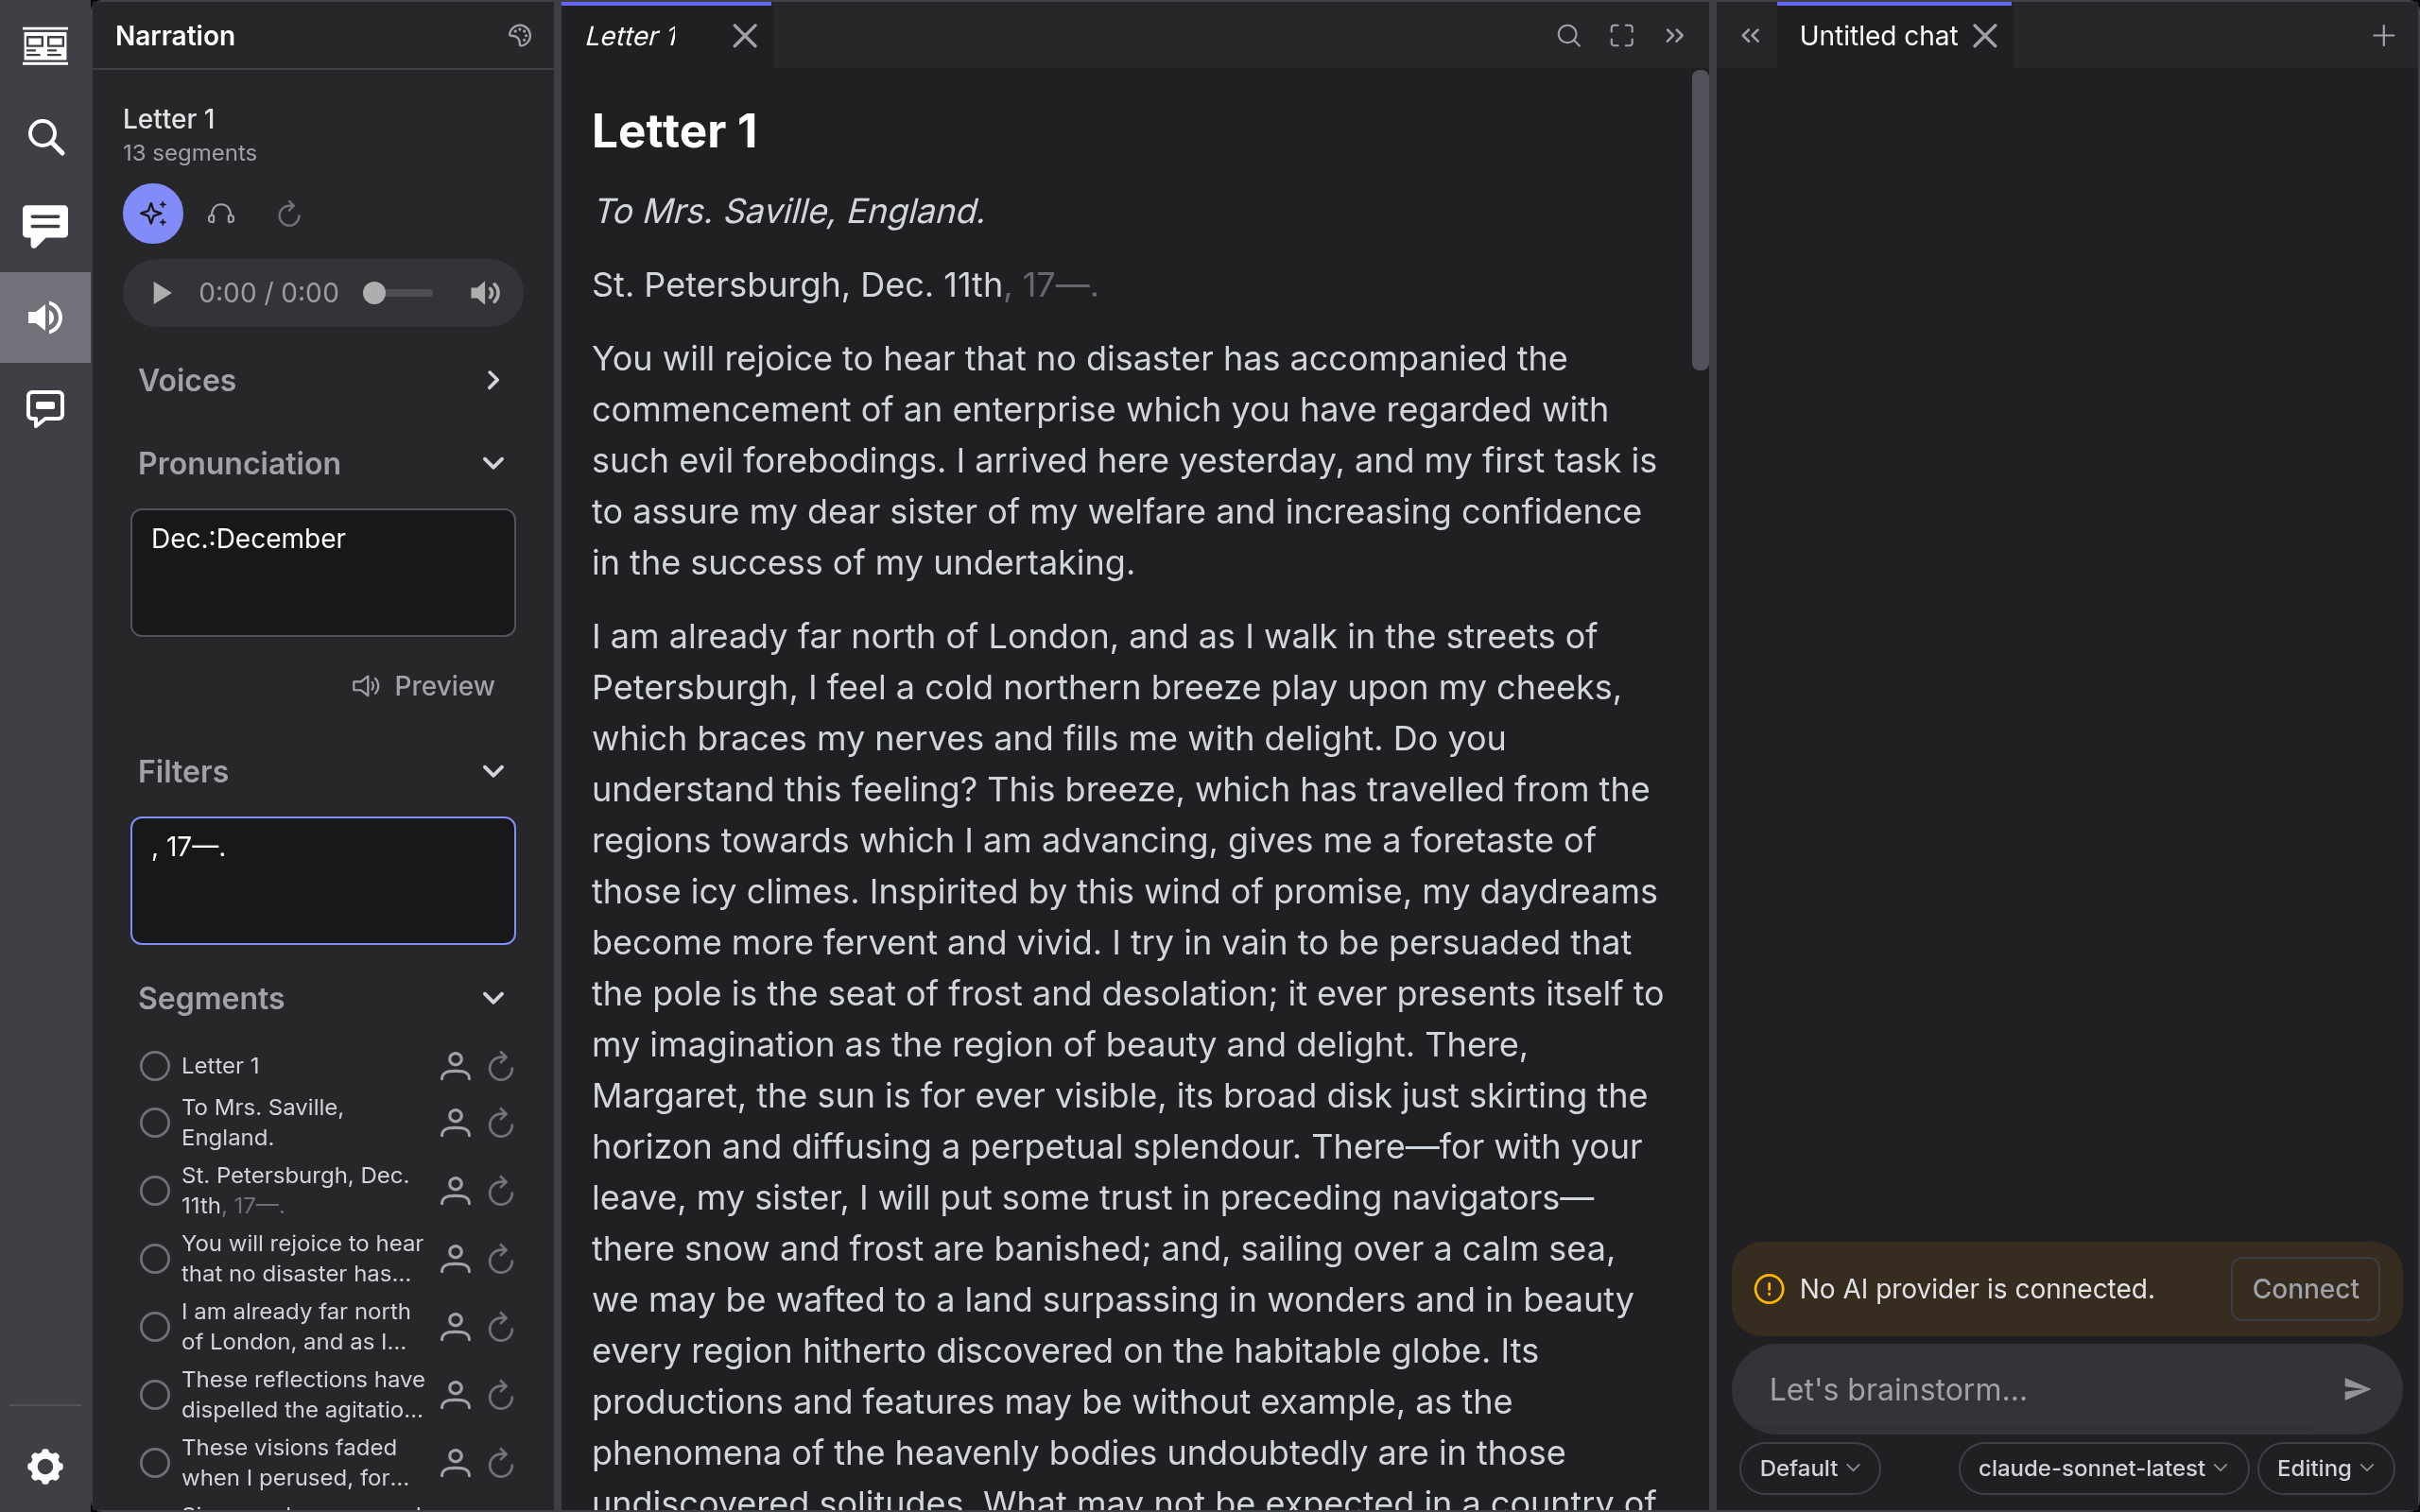 Narration
Letter 1
13 segments
0:00 / 0:00
Voices
Pronunciation
Dec.:December
Preview
Filters
, 17—.
Segments
Letter 1
To Mrs. Saville,
England.
St. Petersburgh, Dec.
11th, 17—.
You will rejoice to hear
that no disaster has...
I am already far north
of London, and as I...
These reflections have
dispelled the agitatio...
These visions faded
when I perused, for...
Letter 1
Letter 1
To Mrs. Saville, England.
St. Petersburgh, Dec. 11th, 17—.
You will rejoice to hear that no disaster has accompanied the
commencement of an enterprise which you have regarded with
such evil forebodings. I arrived here yesterday, and my first task is
to assure my dear sister of my welfare and increasing confidence
in the success of my undertaking.
I am already far north of London, and as I walk in the streets of
Petersburgh, I feel a cold northern breeze play upon my cheeks,
which braces my nerves and fills me with delight. Do you
understand this feeling? This breeze, which has travelled from the
regions towards which I am advancing, gives me a foretaste of
those icy climes. Inspirited by this wind of promise, my daydreams
become more fervent and vivid. I try in vain to be persuaded that
the pole is the seat of frost and desolation; it ever presents itself to
my imagination as the region of beauty and delight. There,
Margaret, the sun is for ever visible, its broad disk just skirting the
horizon and diffusing a perpetual splendour. There—for with your
leave, my sister, I will put some trust in preceding navigators—
there snow and frost are banished; and, sailing over a calm sea,
we may be wafted to a land surpassing in wonders and in beauty
every region hitherto discovered on the habitable globe. Its
productions and features may be without example, as the
phenomena of the heavenly bodies undoubtedly are in those
undiscovered solitudes. What may not be expected in a country of
Untitled chat
No AI provider is connected.
Connect
Let's brainstorm...
Default
claude-sonnet-latest
Editing